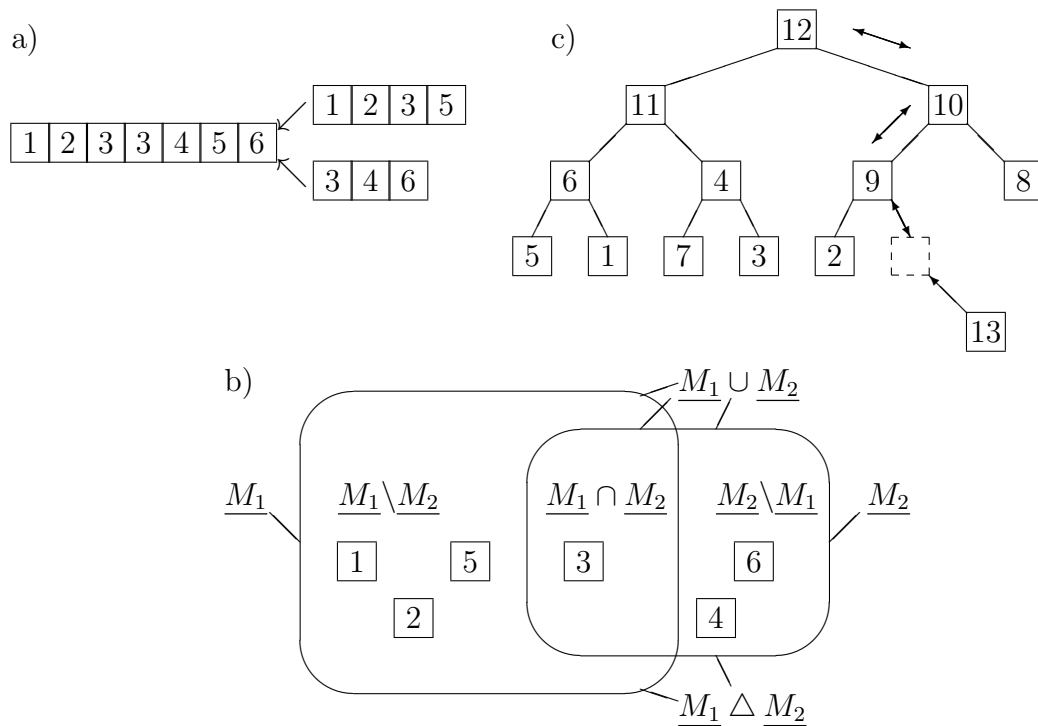 a)
1 2 3 3 4 5 6
1 2 3 5
3 4 6
c)
12
11 10
6 4 9 8
5 1 7 3 2
13
b)
M₁ ∪ M₂
M₁ M₁\M₂ M₁ ∩ M₂ M₂\M₁ M₂
1 5 3 6
2 4
M₁ △ M₂